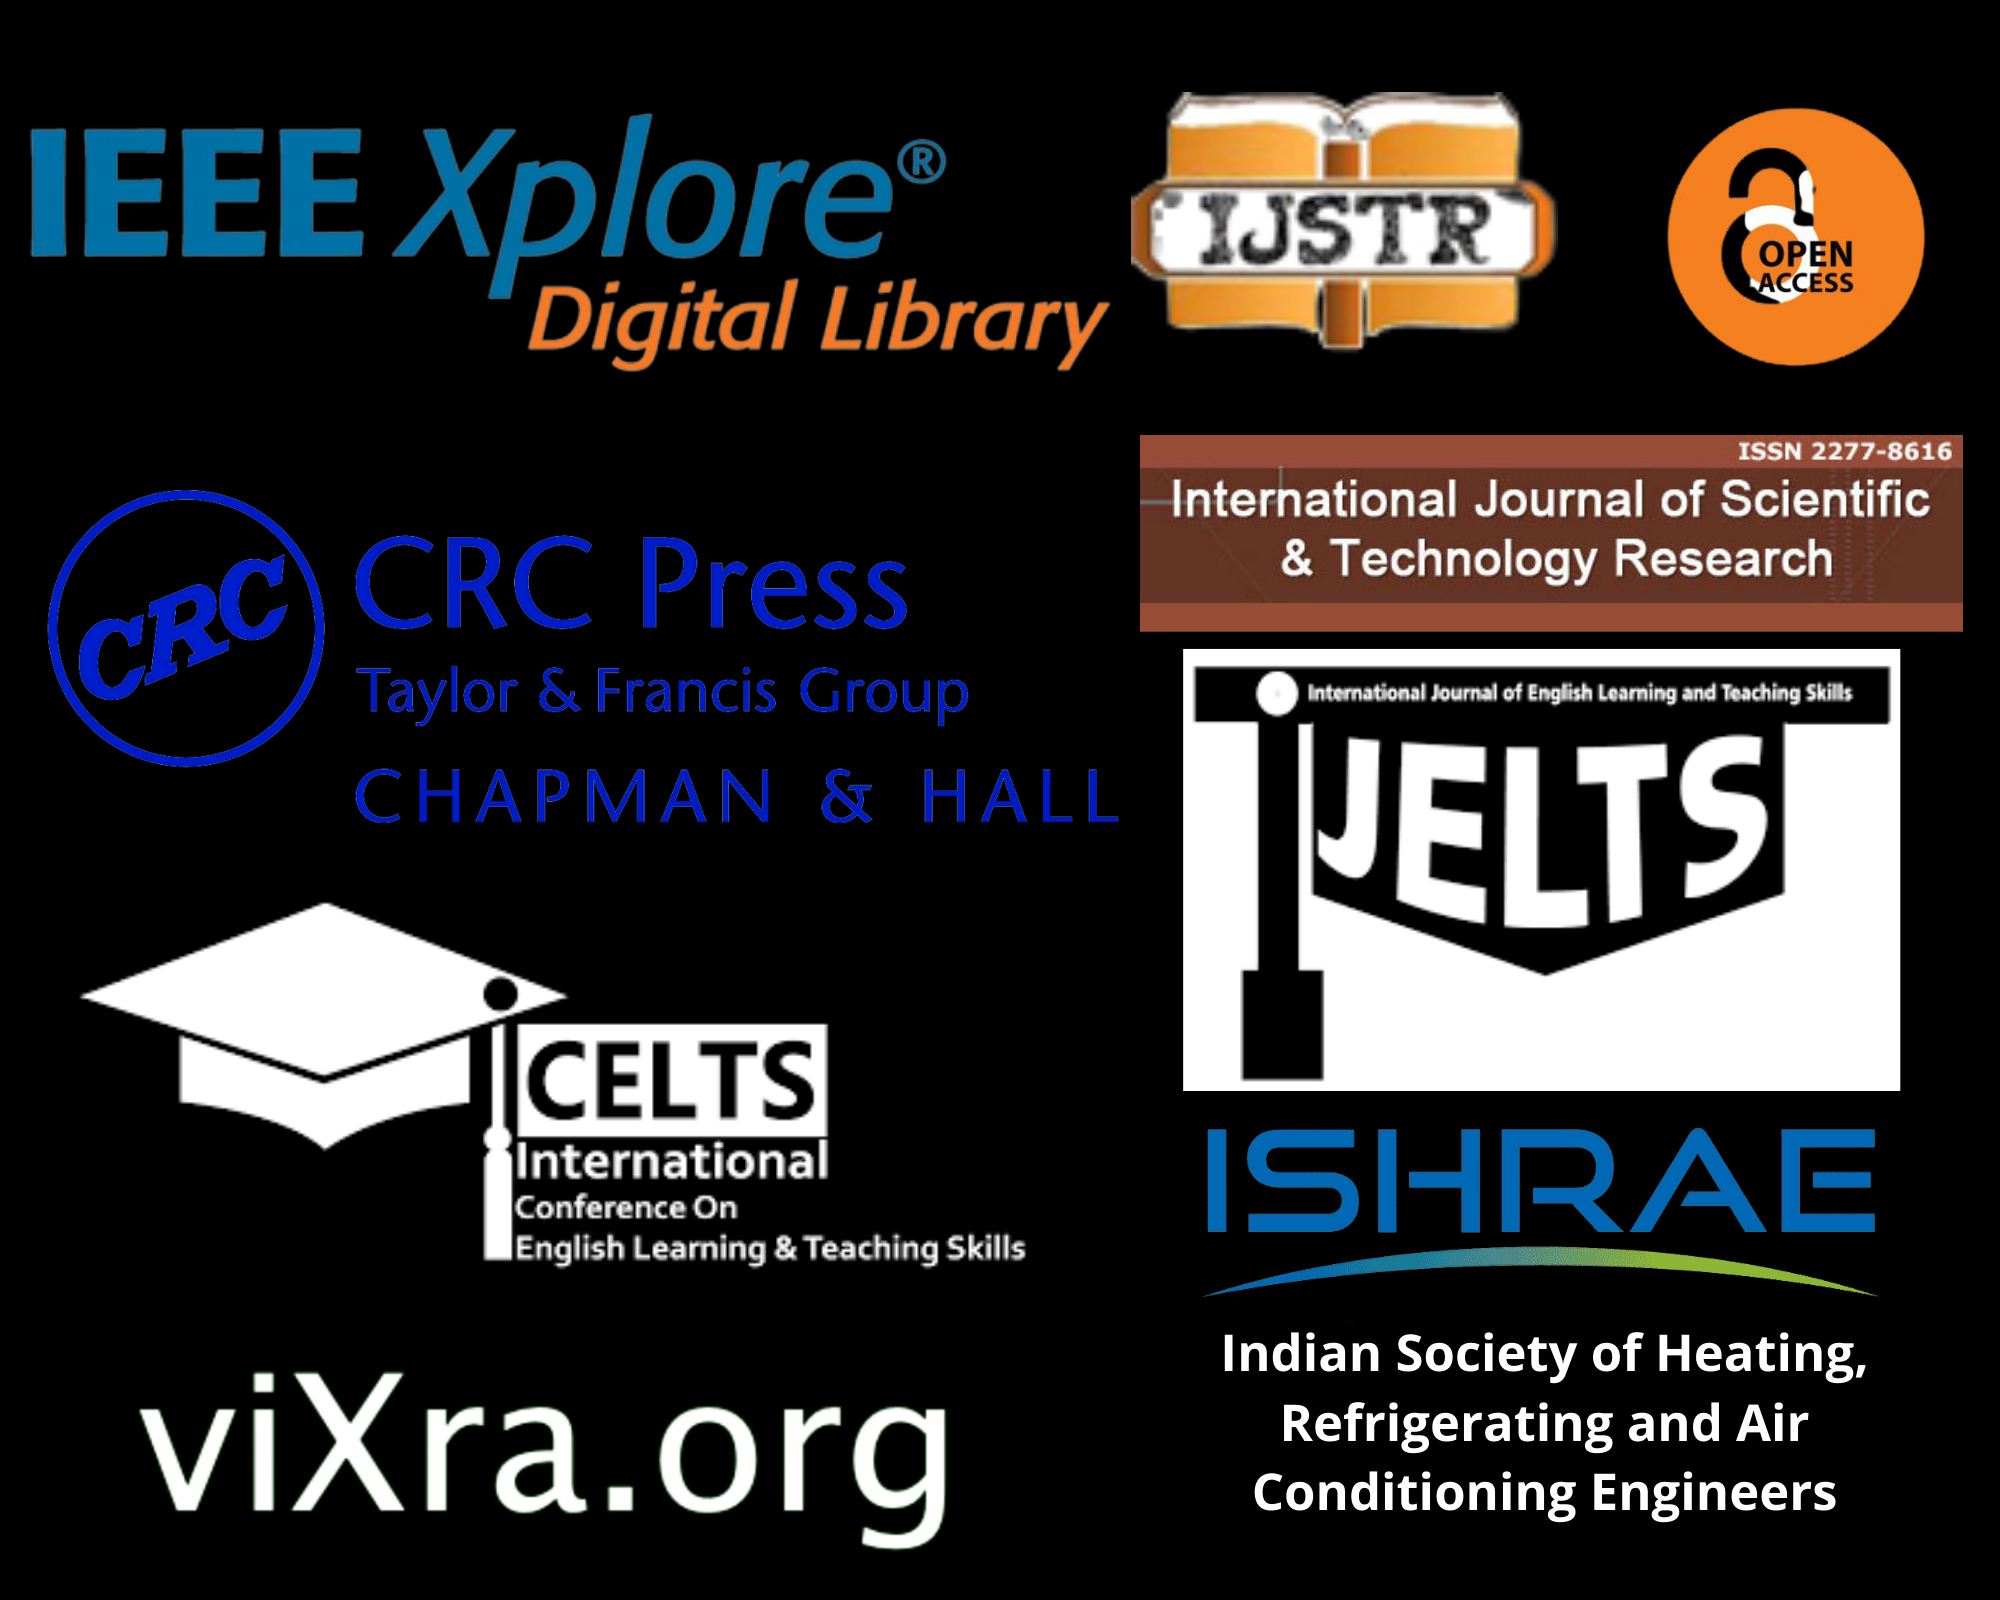 IEEE Xplore®
Digital Library
IJSTR
OPEN
ACCESS
ISSN 2277-8616
International Journal of Scientific
& Technology Research
CRC
CRC Press
Taylor & Francis Group
CHAPMAN & HALL
International Journal of English Learning and Teaching Skills
IJELTS
CELTS
International
Conference On
English Learning & Teaching Skills
ISHRAE
Indian Society of Heating,
Refrigerating and Air
Conditioning Engineers
viXra.org